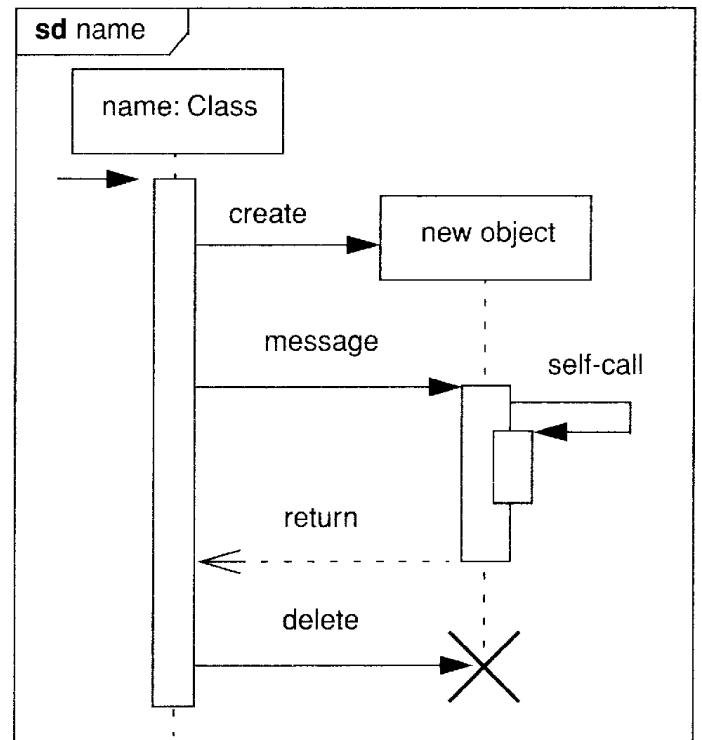 sd name
name: Class
create
new object
message
self-call
return
delete